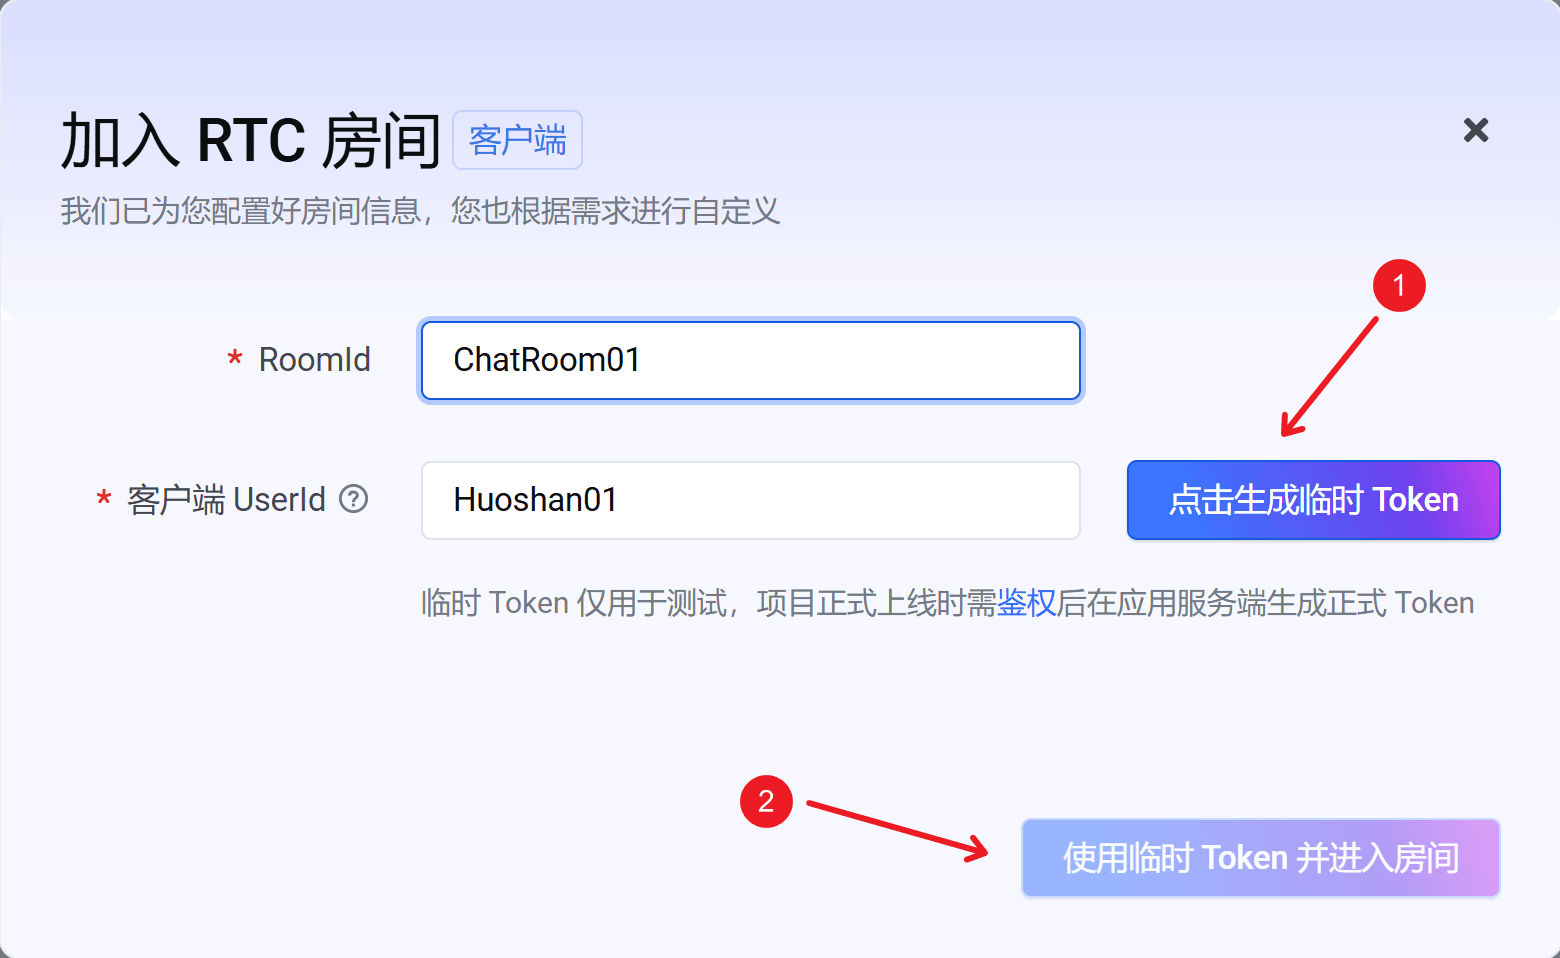 加入 RTC 房间 客户端
我们已为您配置好房间信息，您也根据需求进行自定义
1
* RoomId ChatRoom01
* 客户端 UserId ? Huoshan01 点击生成临时 Token
临时 Token 仅用于测试，项目正式上线时需鉴权后在应用服务端生成正式 Token
2
使用临时 Token 并进入房间